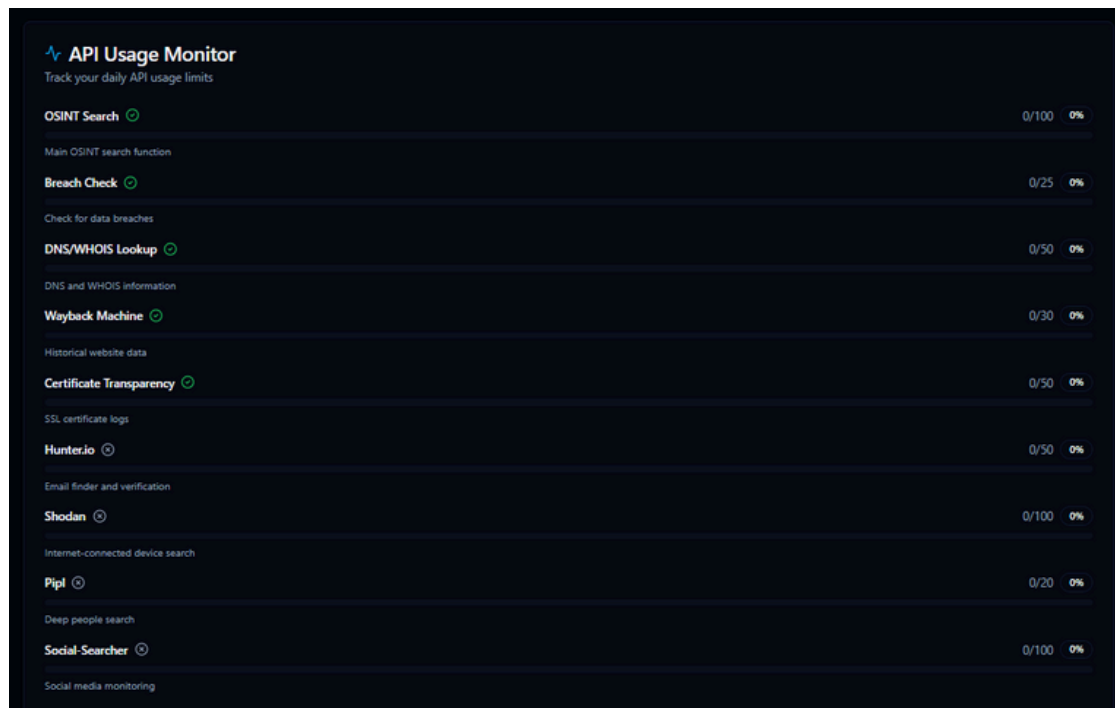 API Usage Monitor
Track your daily API usage limits
OSINT Search 0/100 0%
Main OSINT search function
Breach Check 0/25 0%
Check for data breaches
DNS/WHOIS Lookup 0/50 0%
DNS and WHOIS information
Wayback Machine 0/30 0%
Historical website data
Certificate Transparency 0/50 0%
SSL certificate logs
Hunter.io 0/50 0%
Email finder and verification
Shodan 0/100 0%
Internet-connected device search
Pipl 0/20 0%
Deep people search
Social-Searcher 0/100 0%
Social media monitoring